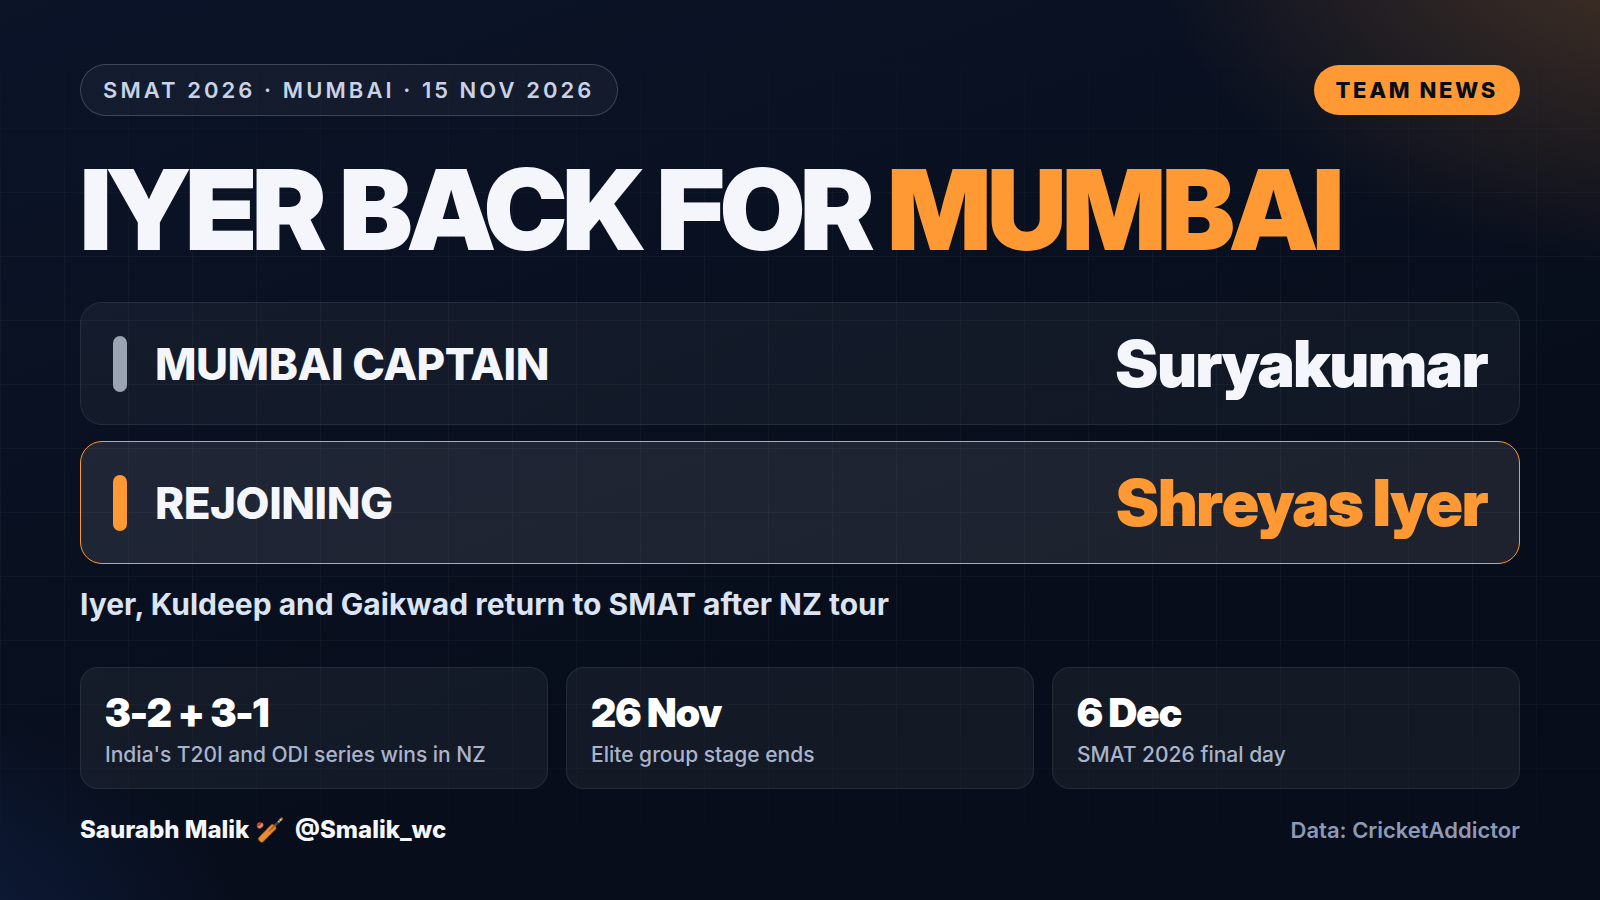 SMAT 2026 · MUMBAI · 15 NOV 2026
TEAM NEWS
IYER BACK FOR MUMBAI
MUMBAI CAPTAIN
Suryakumar
REJOINING
Shreyas Iyer
Iyer, Kuldeep and Gaikwad return to SMAT after NZ tour
3-2 + 3-1
India's T20I and ODI series wins in NZ
26 Nov
Elite group stage ends
6 Dec
SMAT 2026 final day
Saurabh Malik 🏏 @Smalik_wc
Data: CricketAddictor